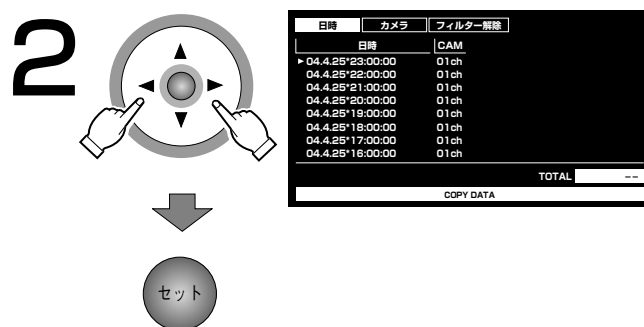 2
日時 カメラ フィルター解除
日時 CAM
04.4.25*23:00:00 01ch
04.4.25*22:00:00 01ch
04.4.25*21:00:00 01ch
04.4.25*20:00:00 01ch
04.4.25*19:00:00 01ch
04.4.25*18:00:00 01ch
04.4.25*17:00:00 01ch
04.4.25*16:00:00 01ch
TOTAL --
COPY DATA
セット